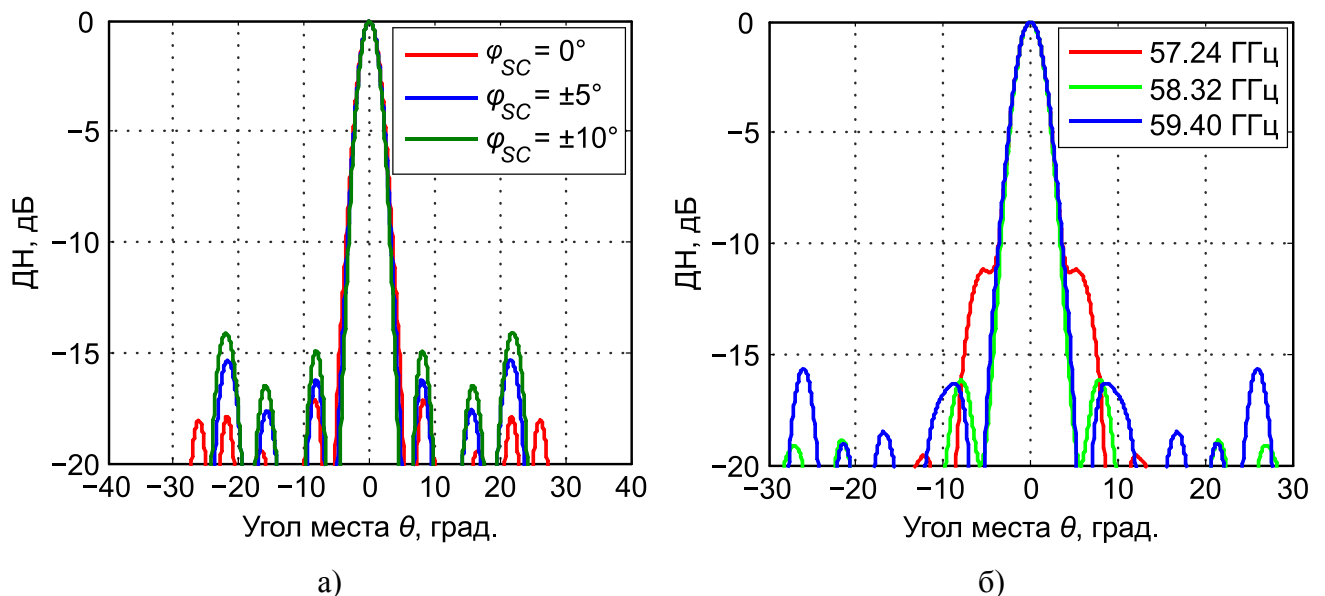 0
−5
−10
−15
−20
ДН, дБ
−40 −30 −20 −10 0 10 20 30 40
Угол места θ, град.
φSC = 0°
φSC = ±5°
φSC = ±10°
а)
0
−5
−10
−15
−20
ДН, дБ
−30 −20 −10 0 10 20 30
Угол места θ, град.
57.24 ГГц
58.32 ГГц
59.40 ГГц
б)